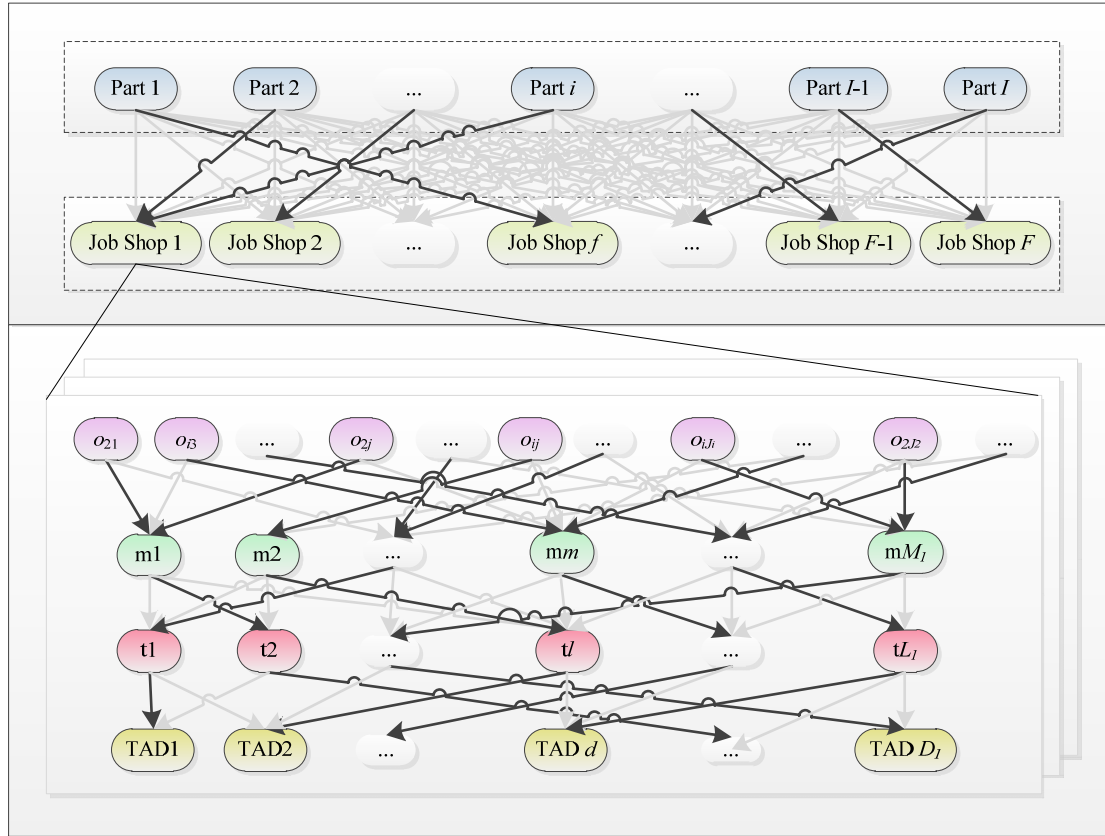 Part 1 Part 2 ... Part i ... Part I-1 Part I
Job Shop 1 Job Shop 2 ... Job Shop f ... Job Shop F-1 Job Shop F
o21 oi3 ... o2j ... oij ... oiJi ... o2J2 ...
m1 m2 ... mm ... mM1
t1 t2 ... tl ... tL1
TAD1 TAD2 ... TAD d ... TAD D1